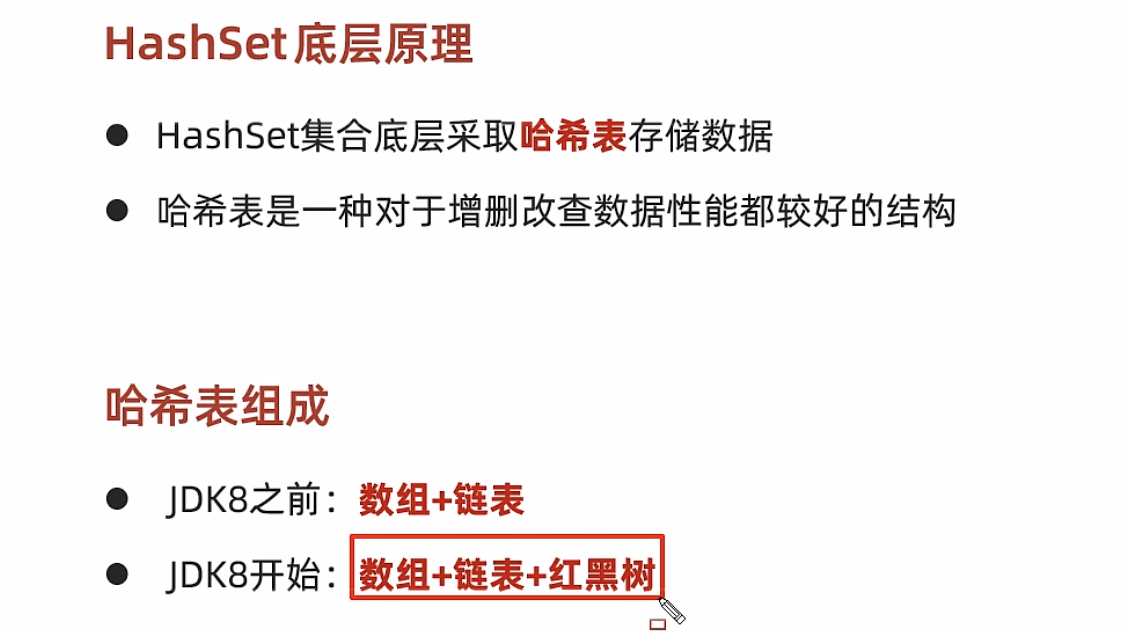 HashSet底层原理
● HashSet集合底层采取哈希表存储数据
● 哈希表是一种对于增删改查数据性能都较好的结构
哈希表组成
● JDK8之前：数组+链表
● JDK8开始：数组+链表+红黑树